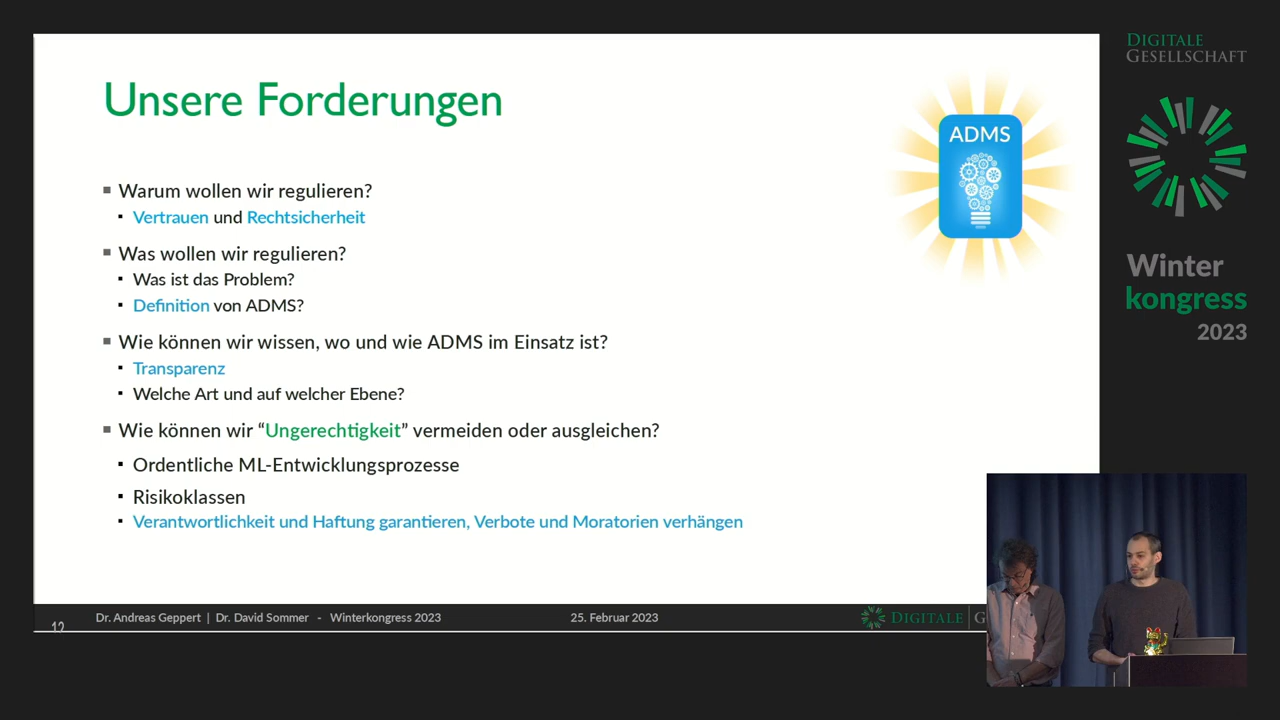 Unsere Forderungen
ADMS
Warum wollen wir regulieren?
Vertrauen und Rechtsicherheit
Was wollen wir regulieren?
Was ist das Problem?
Definition von ADMS?
Wie können wir wissen, wo und wie ADMS im Einsatz ist?
Transparenz
Welche Art und auf welcher Ebene?
Wie können wir “Ungerechtigkeit” vermeiden oder ausgleichen?
Ordentliche ML-Entwicklungsprozesse
Risikoklassen
Verantwortlichkeit und Haftung garantieren, Verbote und Moratorien verhängen
12
Dr. Andreas Geppert | Dr. David Sommer - Winterkongress 2023
25. Februar 2023
DIGITALE G
DIGITALE
GESELLSCHAFT
Winter
kongress
2023